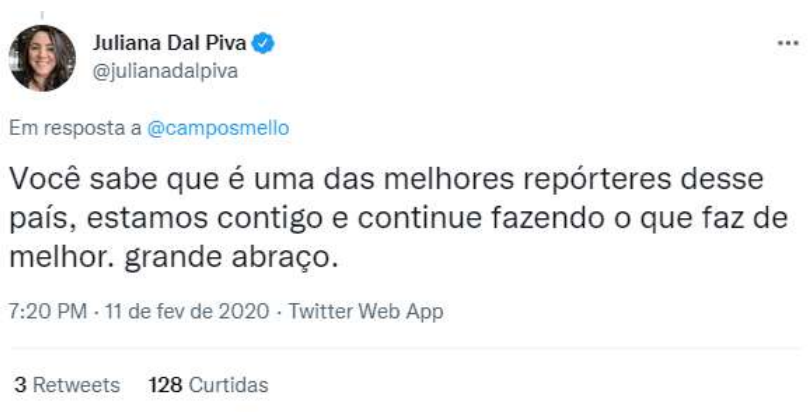 Juliana Dal Piva
@julianadalpiva
Em resposta a @camposmello
Você sabe que é uma das melhores repórteres desse
país, estamos contigo e continue fazendo o que faz de
melhor. grande abraço.
7:20 PM · 11 de fev de 2020 · Twitter Web App
3 Retweets 128 Curtidas